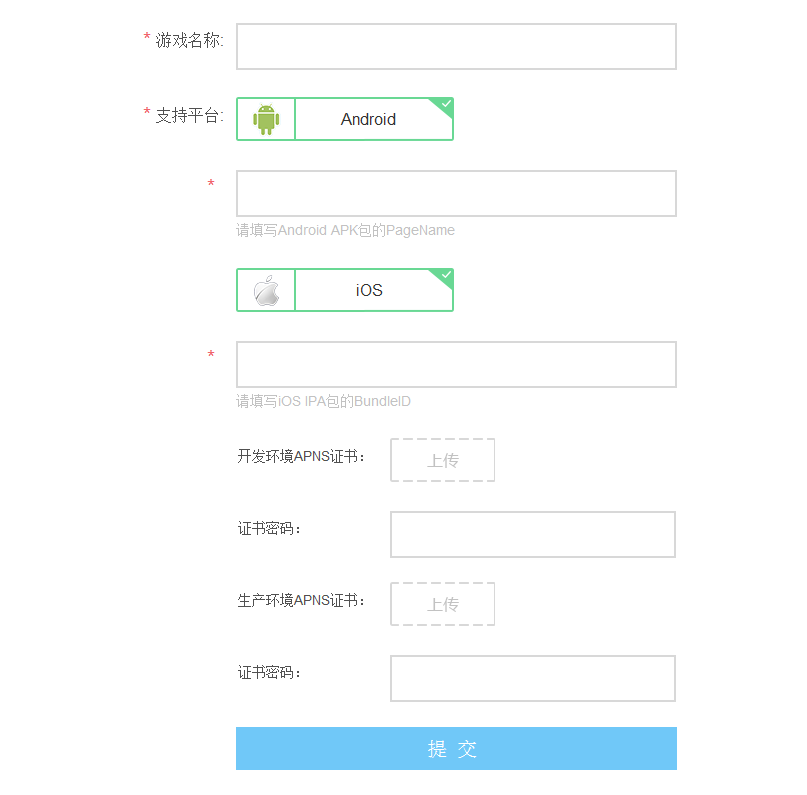 * 游戏名称:
* 支持平台:
Android
*
请填写Android APK包的PageName
iOS
*
请填写iOS IPA包的BundleID
开发环境APNS证书：
上传
证书密码：
生产环境APNS证书：
上传
证书密码：
提 交